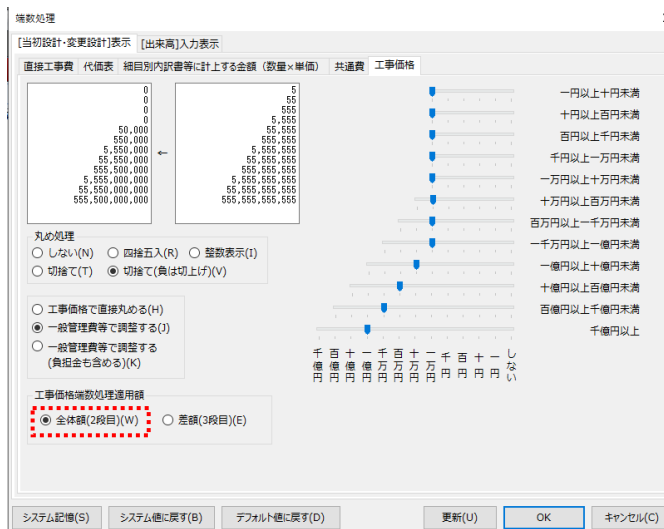 端数処理
[当初設計・変更設計]表示 [出来高]入力表示
直接工事費 代価表 細目別内訳書等に計上する金額（数量×単価） 共通費 工事価格
0
0
0
0
50,000
550,000
5,550,000
55,550,000
555,500,000
5,555,000,000
55,550,000,000
555,500,000,000
←
5
55
555
5,555
55,555
555,555
5,555,555
55,555,555
555,555,555
5,555,555,555
55,555,555,555
555,555,555,555
一円以上十円未満
十円以上百円未満
百円以上千円未満
千円以上一万円未満
一万円以上十万円未満
十万円以上百万円未満
百万円以上一千万円未満
一千万円以上一億円未満
一億円以上十億円未満
十億円以上百億円未満
百億円以上千億円未満
千億円以上
千億円 百億円 十億円 一億円 千万円 百万円 十万円 一万円 千円 百円 十円 一円 しない
丸め処理
しない(N) 四捨五入(R) 整数表示(I)
切捨て(T) 切捨て(負は切上げ)(V)
工事価格で直接丸める(H)
一般管理費等で調整する(J)
一般管理費等で調整する
(負担金も含める)(K)
工事価格端数処理適用額
全体額(2段目)(W) 差額(3段目)(E)
システム記憶(S) システム値に戻す(B) デフォルト値に戻す(D) 更新(U) OK キャンセル(C)